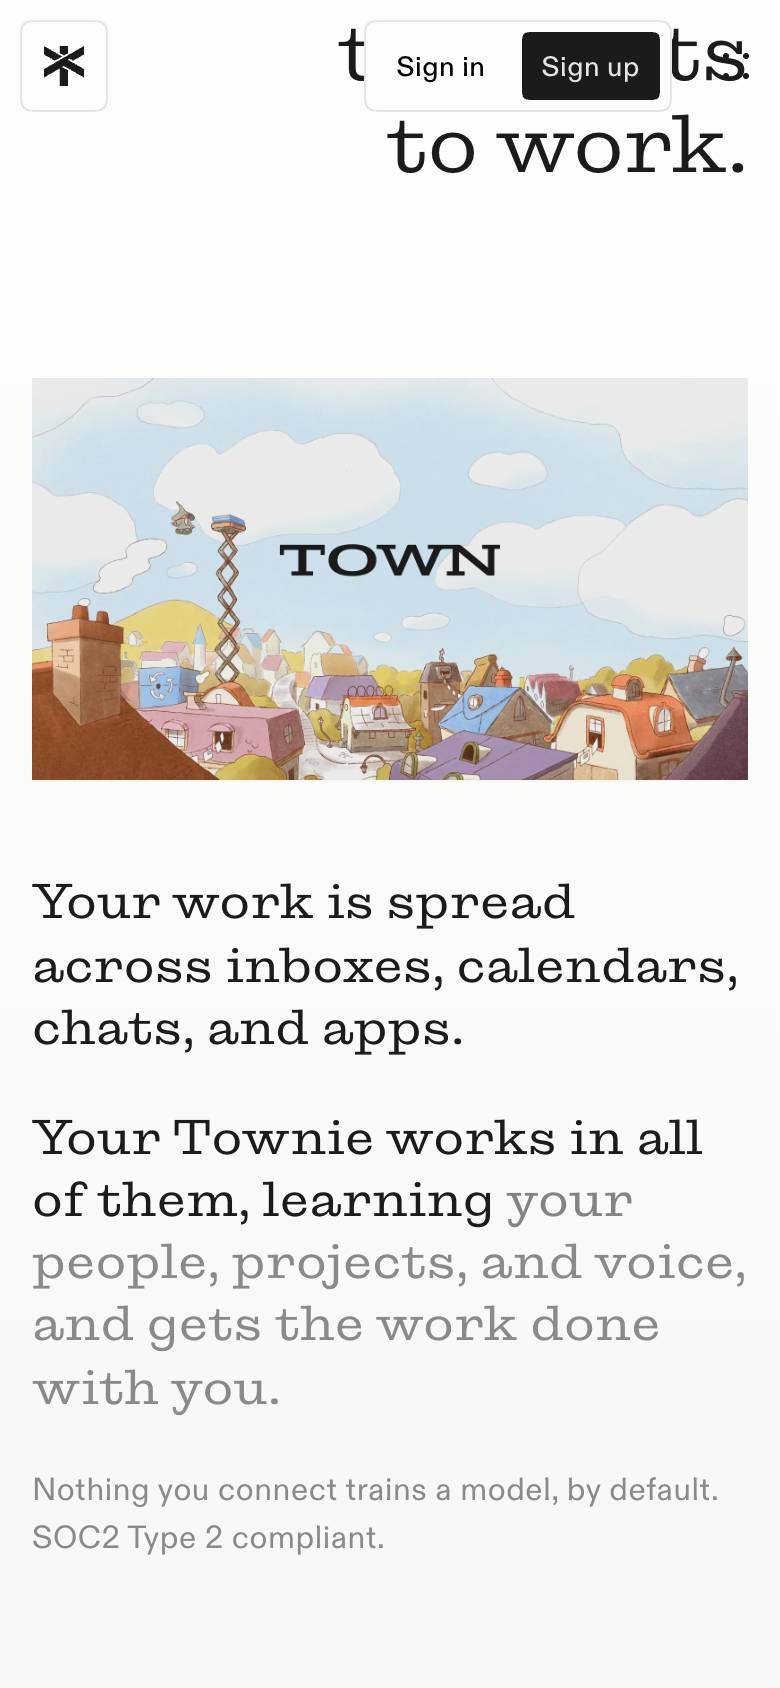 Sign in
Sign up
to work.
TOWN
Your work is spread
across inboxes, calendars,
chats, and apps.
Your Townie works in all
of them, learning your
people, projects, and voice,
and gets the work done
with you.
Nothing you connect trains a model, by default.
SOC2 Type 2 compliant.